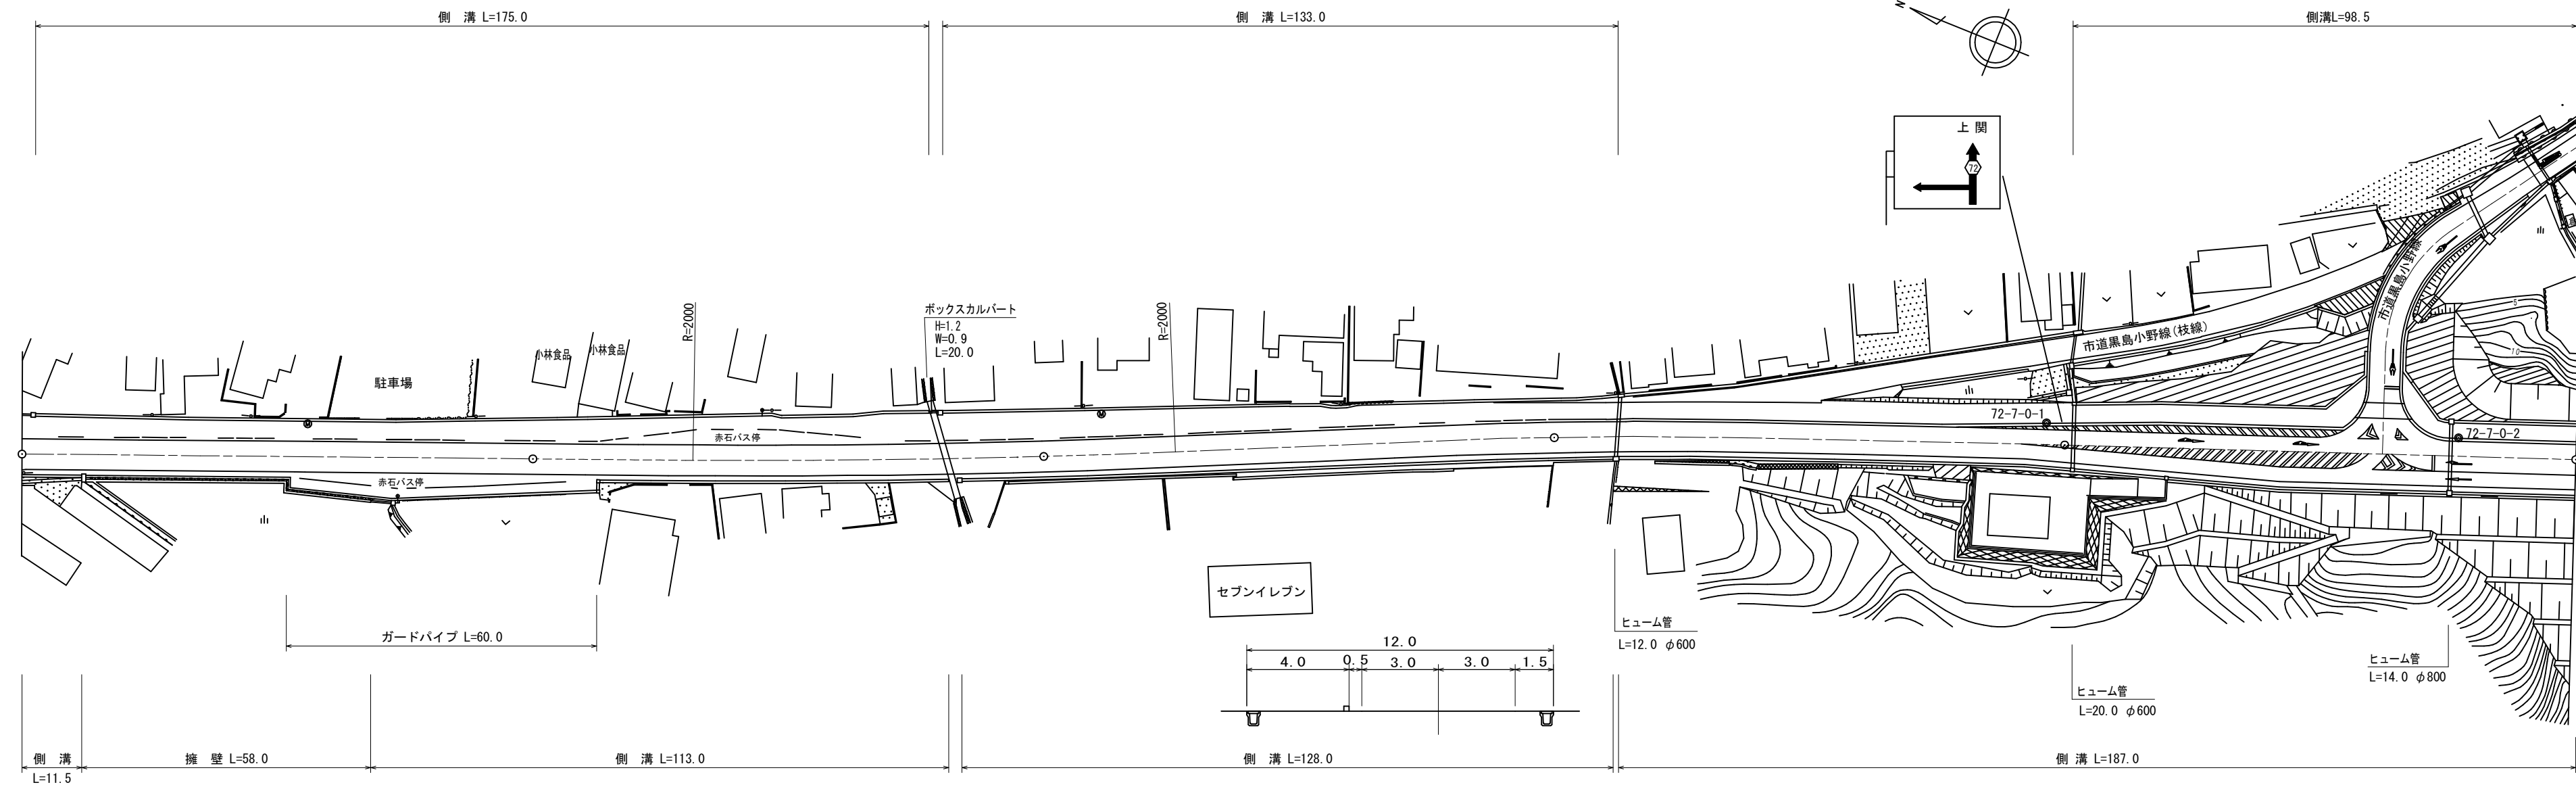 側 溝 L=175.0
側 溝 L=133.0
N
側溝L=98.5
上 関
72
市道黒島小野線
市道黒島小野線(枝線)
5
10
R=2000
R=2000
ボックスカルバート
H=1.2
W=0.9
L=20.0
小林食品
小林食品
駐車場
赤石バス停
赤石バス停
72-7-0-1
72-7-0-2
セブンイレブン
ガードパイプ L=60.0
ヒューム管
L=12.0 φ600
12.0
4.0 0.5 3.0 3.0 1.5
ヒューム管
L=14.0 φ800
ヒューム管
L=20.0 φ600
側 溝
L=11.5
擁 壁 L=58.0
側 溝 L=113.0
側 溝 L=128.0
側 溝 L=187.0